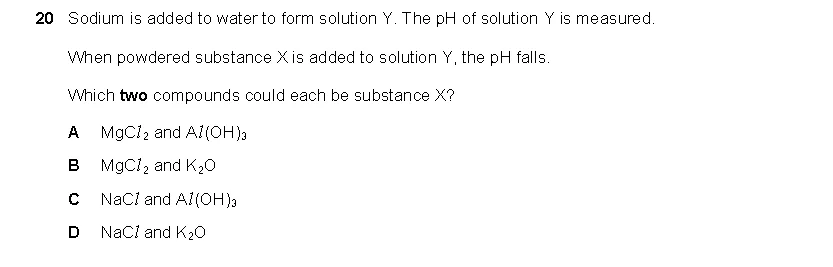 20 Sodium is added to water to form solution Y. The pH of solution Y is measured.
When powdered substance X is added to solution Y, the pH falls.
Which two compounds could each be substance X?
A MgCl₂ and Al(OH)₃
B MgCl₂ and K₂O
C NaCl and Al(OH)₃
D NaCl and K₂O